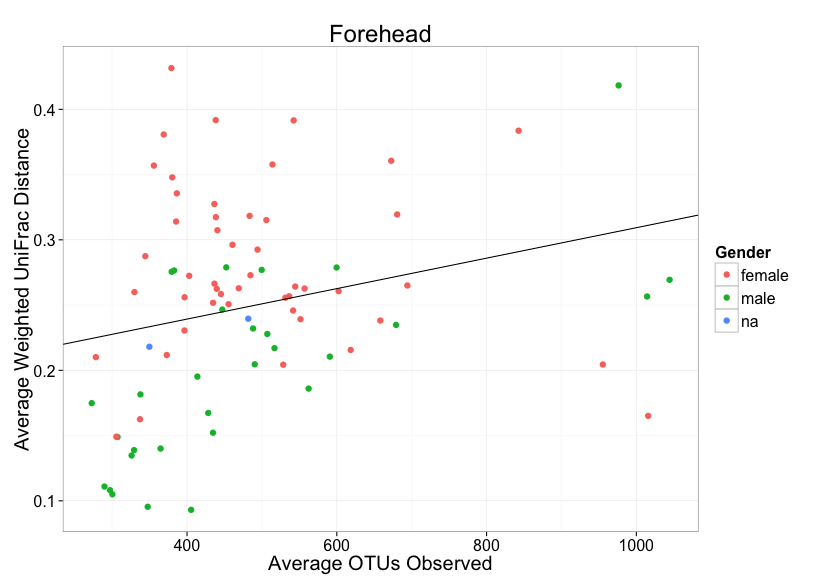 Forehead
Average Weighted UniFrac Distance
0.4
0.3
0.2
0.1
400 600 800 1000
Average OTUs Observed
Gender
female
male
na